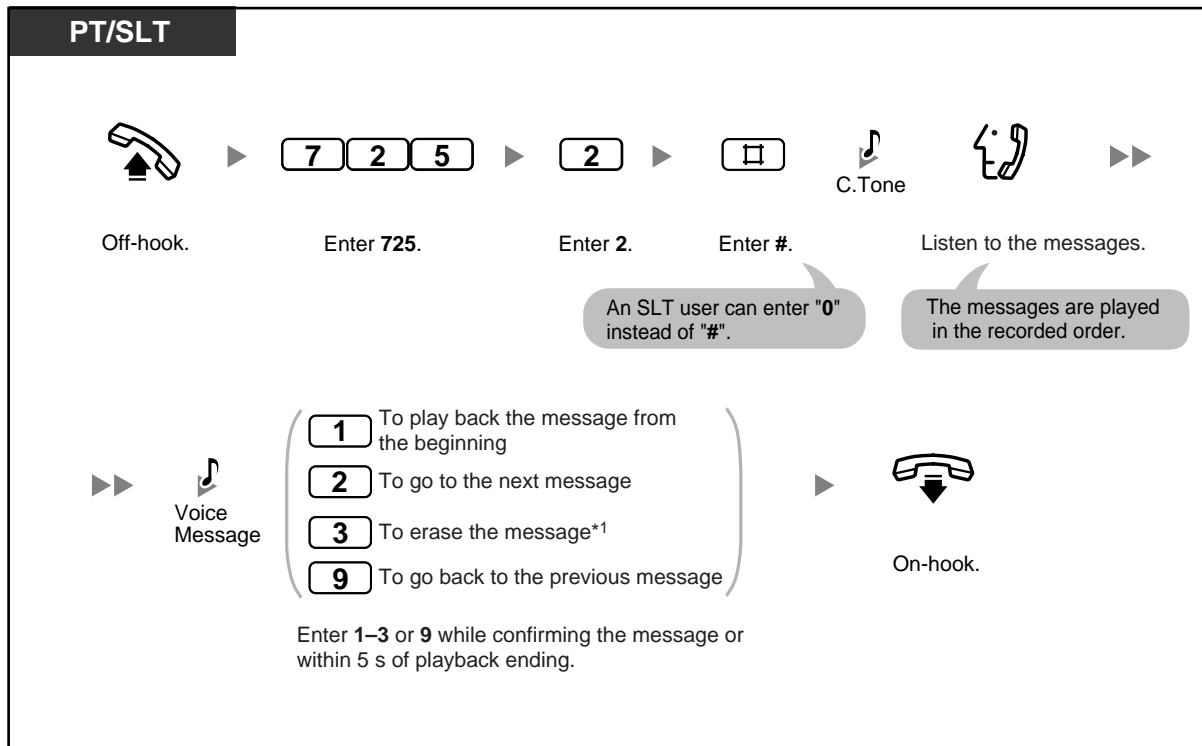 PT/SLT
7 2 5
2
#
C.Tone
Off-hook.
Enter 725.
Enter 2.
Enter #.
Listen to the messages.
An SLT user can enter "0"
instead of "#".
The messages are played
in the recorded order.
Voice
Message
1 To play back the message from
the beginning
2 To go to the next message
3 To erase the message*1
9 To go back to the previous message
On-hook.
Enter 1–3 or 9 while confirming the message or
within 5 s of playback ending.